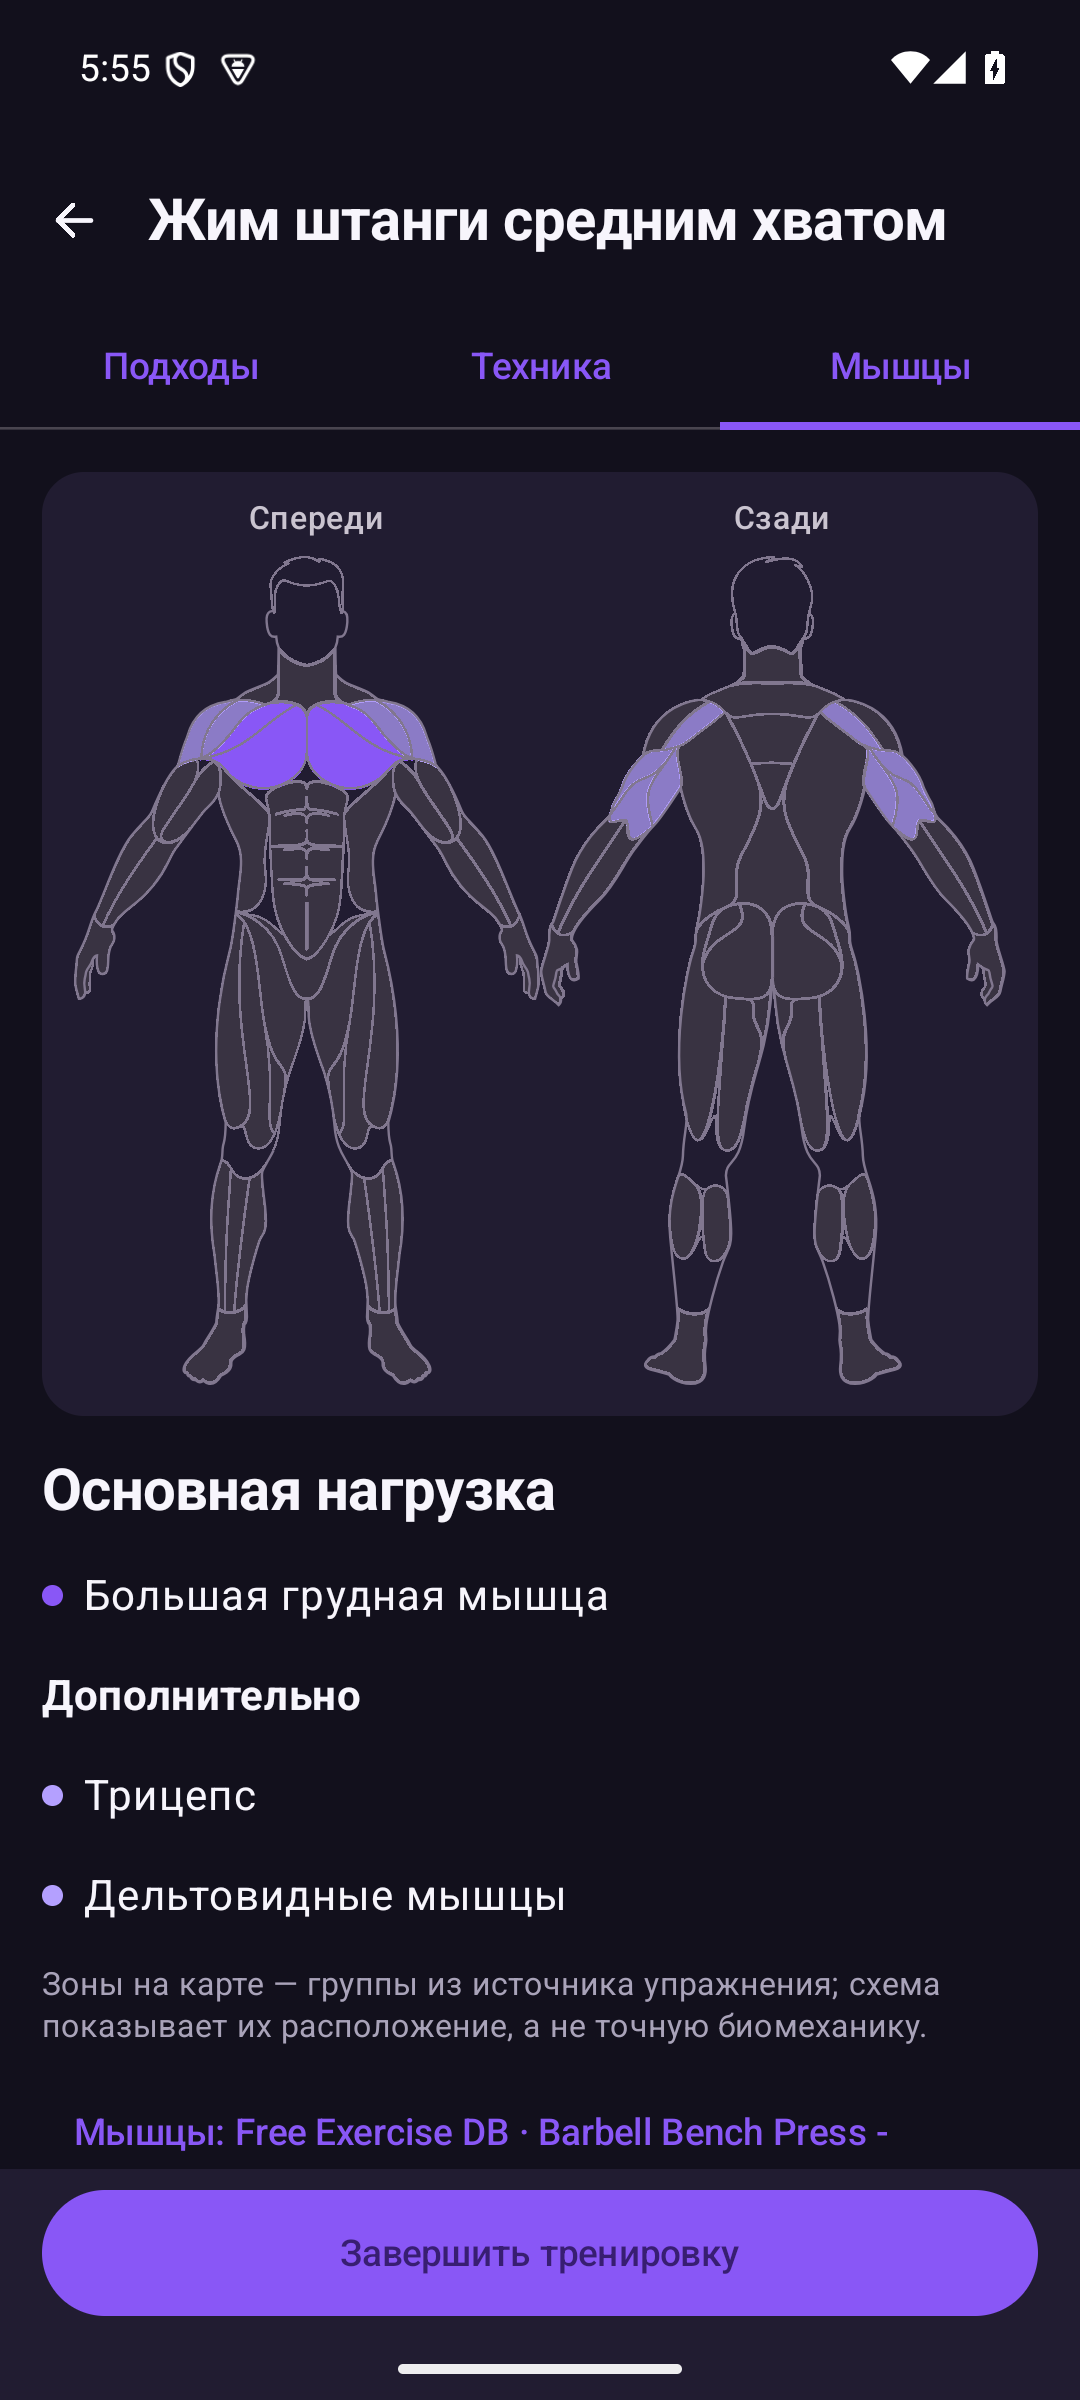 5:55
Жим штанги средним хватом
Подходы
Техника
Мышцы
Спереди
Сзади
Основная нагрузка
Большая грудная мышца
Дополнительно
Трицепс
Дельтовидные мышцы
Зоны на карте — группы из источника упражнения; схема
показывает их расположение, а не точную биомеханику.
Мышцы: Free Exercise DB · Barbell Bench Press -
Завершить тренировку